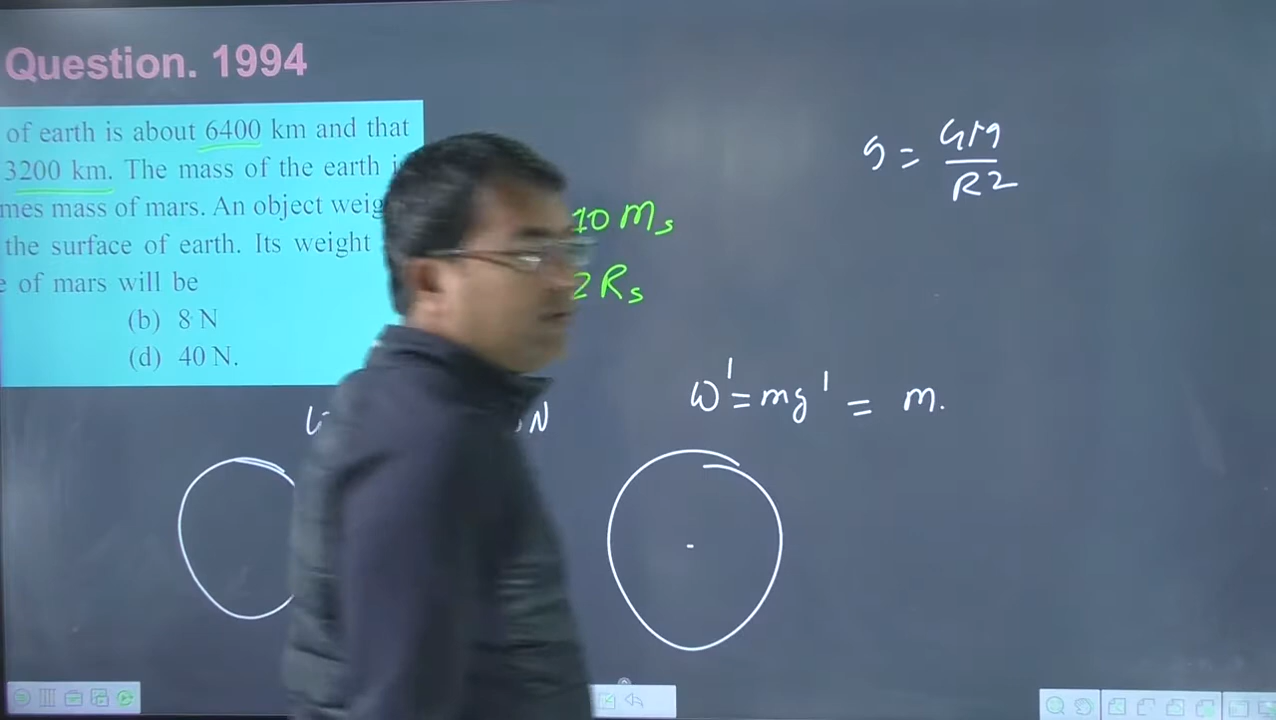 Question. 1994
of earth is about 6400 km and that
3200 km. The mass of the earth
mes mass of mars. An object weig
the surface of earth. Its weight
of mars will be
(b) 8 N
(d) 40 N.
10 Ms
2 Rs
g = GM
R2
W' = mg' = m.
N